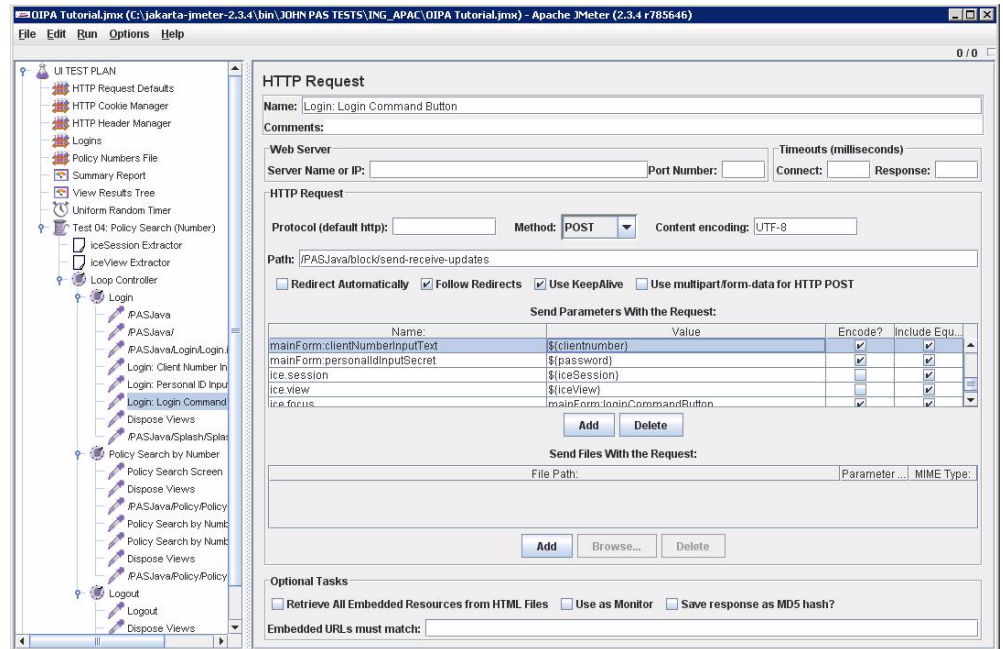 OIPA Tutorial.jmx (C:\jakarta-jmeter-2.3.4\bin\JOHN PAS TESTS\ING_APAC\OIPA Tutorial.jmx) - Apache JMeter (2.3.4 r785646)
File Edit Run Options Help
0 / 0
UI TEST PLAN
HTTP Request Defaults
HTTP Cookie Manager
HTTP Header Manager
Logins
Policy Numbers File
Summary Report
View Results Tree
Uniform Random Timer
Test 04: Policy Search (Number)
iceSession Extractor
iceView Extractor
Loop Controller
Login
/PASJava
/PASJava/
/PASJava/Login/Login.i
Login: Client Number In
Login: Personal ID Inpu
Login: Login Command
Dispose Views
/PASJava/Splash/Splas
Policy Search by Number
Policy Search Screen
Dispose Views
/PASJava/Policy/Policy
Policy Search by Numb
Policy Search by Numb
Dispose Views
/PASJava/Policy/Policy
Logout
Logout
Dispose Views
HTTP Request
Name: Login: Login Command Button
Comments:
Web Server
Server Name or IP: Port Number:
Timeouts (milliseconds)
Connect: Response:
HTTP Request
Protocol (default http): Method: POST Content encoding: UTF-8
Path: /PASJava/block/send-receive-updates
Redirect Automatically Follow Redirects Use KeepAlive Use multipart/form-data for HTTP POST
Send Parameters With the Request:
Name: Value Encode? Include Equ...
mainForm:clientNumberInputText ${clientnumber}
mainForm:personalIdInputSecret ${password}
ice.session ${iceSession}
ice.view ${iceView}
ice.focus mainForm:loginCommandButton
Add Delete
Send Files With the Request:
File Path: Parameter ... MIME Type:
Add Browse... Delete
Optional Tasks
Retrieve All Embedded Resources from HTML Files Use as Monitor Save response as MD5 hash?
Embedded URLs must match: